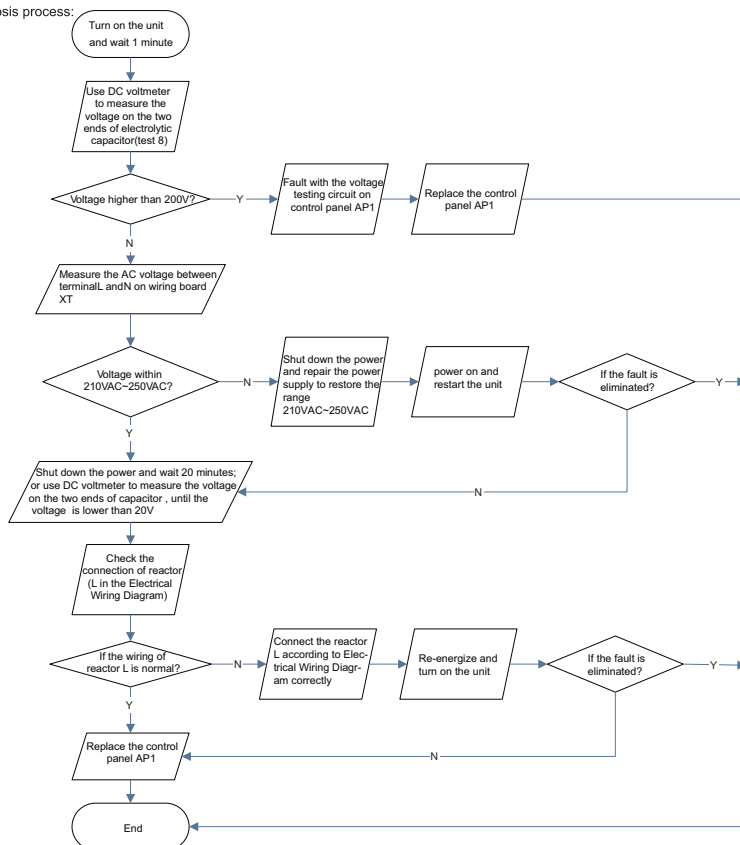 osis process:
Turn on the unit
and wait 1 minute
Use DC voltmeter
to measure the
voltage on the two
ends of electrolytic
capacitor(test 8)
Voltage higher than 200V?
Y
Fault with the voltage
testing circuit on
control panel AP1
Replace the control
panel AP1
N
Measure the AC voltage between
terminalL andN on wiring board
XT
Voltage within
210VAC~250VAC?
N
Shut down the power
and repair the power
supply to restore the
range
210VAC~250VAC
power on and
restart the unit
If the fault is
eliminated?
Y
Y
Shut down the power and wait 20 minutes;
or use DC voltmeter to measure the voltage
on the two ends of capacitor , until the
voltage is lower than 20V
N
Check the
connection of reactor
(L in the Electrical
Wiring Diagram)
If the wiring of
reactor L is normal?
N
Connect the reactor
L according to Elec-
trical Wiring Diagr-
am correctly
Re-energize and
turn on the unit
If the fault is
eliminated?
Y
Y
Replace the control
panel AP1
N
End